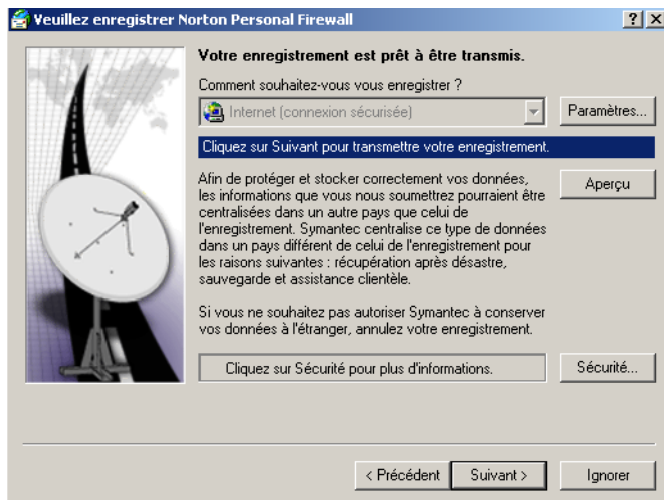 Veuillez enregistrer Norton Personal Firewall
Votre enregistrement est prêt à être transmis.
Comment souhaitez-vous vous enregistrer ?
Internet (connexion sécurisée)
Paramètres...
Cliquez sur Suivant pour transmettre votre enregistrement.
Afin de protéger et stocker correctement vos données,
les informations que vous nous soumettrez pourraient être
centralisées dans un autre pays que celui de
l'enregistrement. Symantec centralise ce type de données
dans un pays différent de celui de l'enregistrement pour
les raisons suivantes : récupération après désastre,
sauvegarde et assistance clientèle.
Aperçu
Si vous ne souhaitez pas autoriser Symantec à conserver
vos données à l'étranger, annulez votre enregistrement.
Cliquez sur Sécurité pour plus d'informations.
Sécurité...
< Précédent
Suivant >
Ignorer